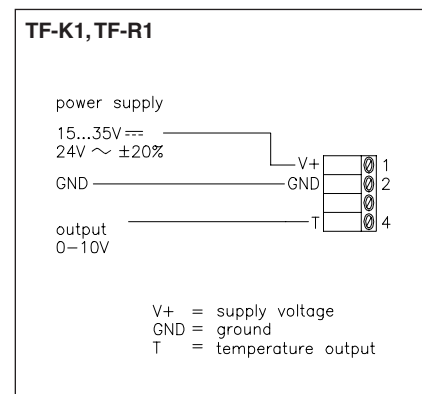 TF-K1, TF-R1
power supply
15...35V ⎓
24V ∼ ±20%
V+ 1
GND GND 2
T 4
output
0–10V
V+ = supply voltage
GND = ground
T = temperature output